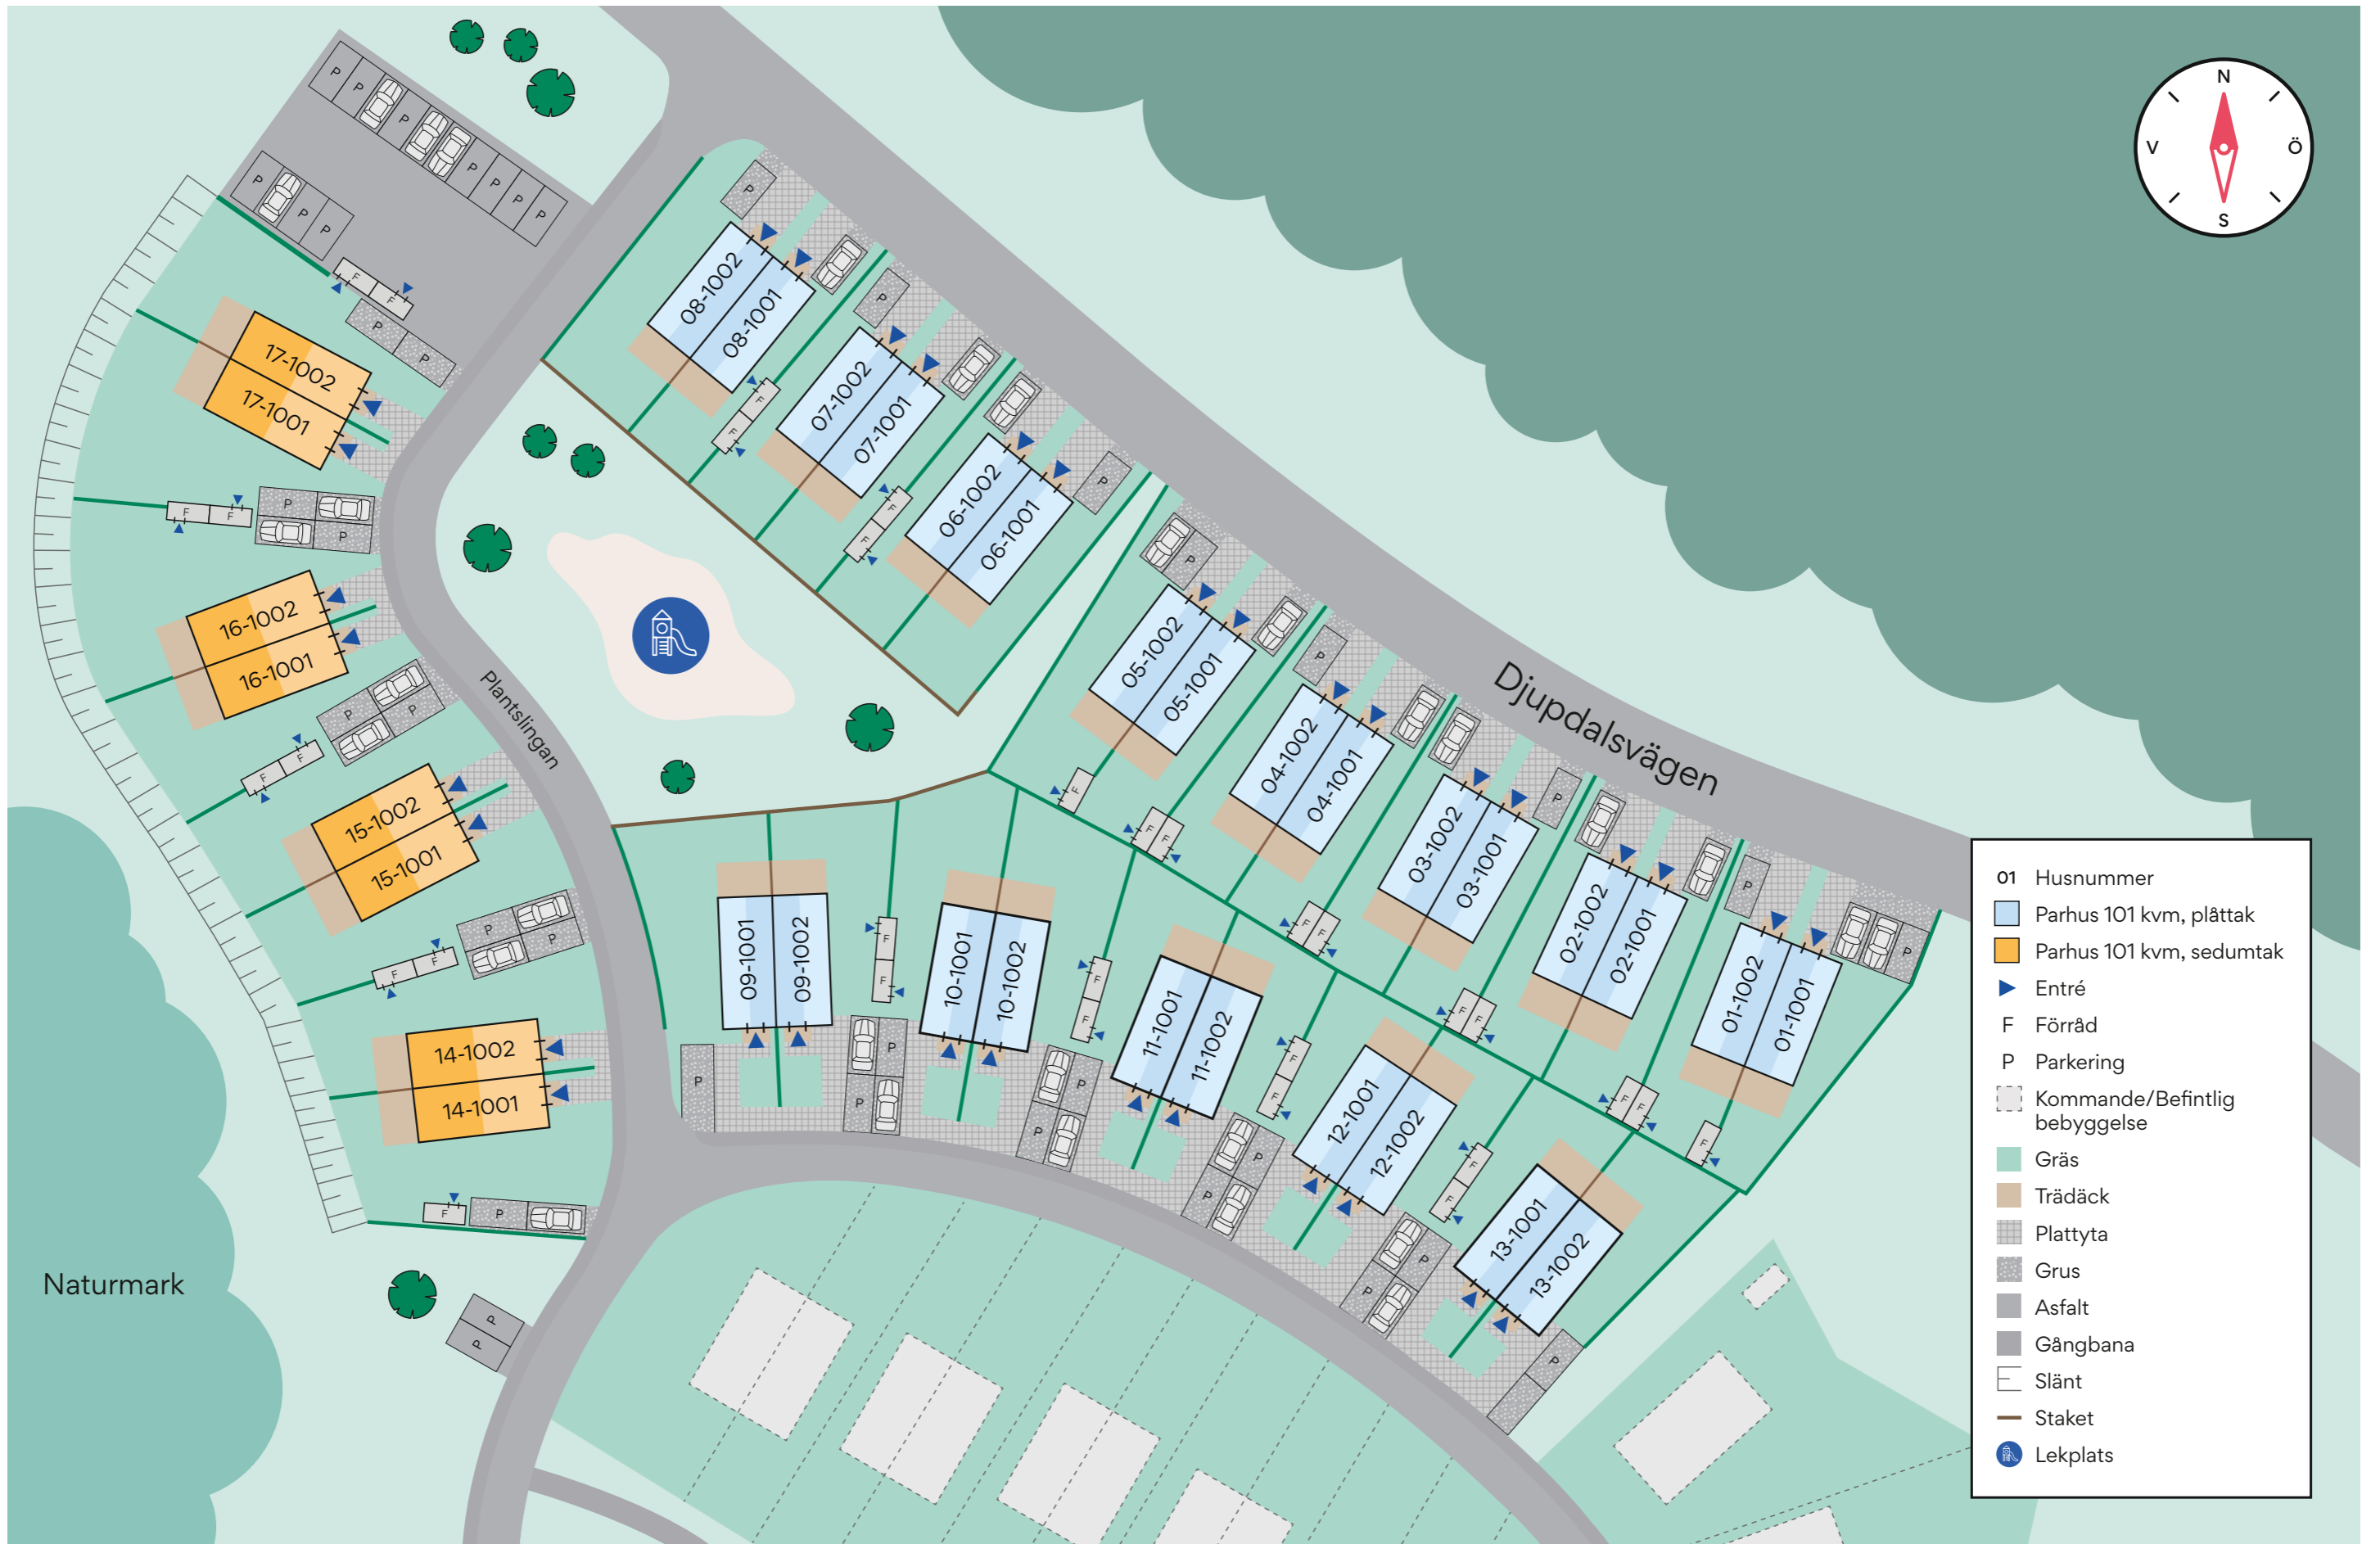 N
V
Ö
S
P
P
P
P
P
P
P
P
P
P
P
F
F
P
P
17-1002
17-1001
F
F
P
P
16-1002
16-1001
P
P
F
F
15-1002
15-1001
P
P
F
F
14-1002
14-1001
F
P
P
P
Naturmark
Plantslingan
Djupdalsvägen
P
08-1002
08-1001
F
F
P
07-1002
07-1001
F
F
06-1002
06-1001
P
P
05-1002
05-1001
F
P
04-1002
04-1001
F
F
03-1002
03-1001
P
F
F
02-1002
02-1001
F
F
P
01-1002
01-1001
P
F
F
F
09-1001
09-1002
P
F
F
P
P
10-1001
10-1002
F
F
P
P
11-1001
11-1002
F
F
P
P
12-1001
12-1002
F
F
P
P
13-1001
13-1002
P
01 Husnummer
Parhus 101 kvm, plåttak
Parhus 101 kvm, sedumtak
Entré
F Förråd
P Parkering
Kommande/Befintlig
bebyggelse
Gräs
Trädäck
Plattyta
Grus
Asfalt
Gångbana
Slänt
Staket
Lekplats